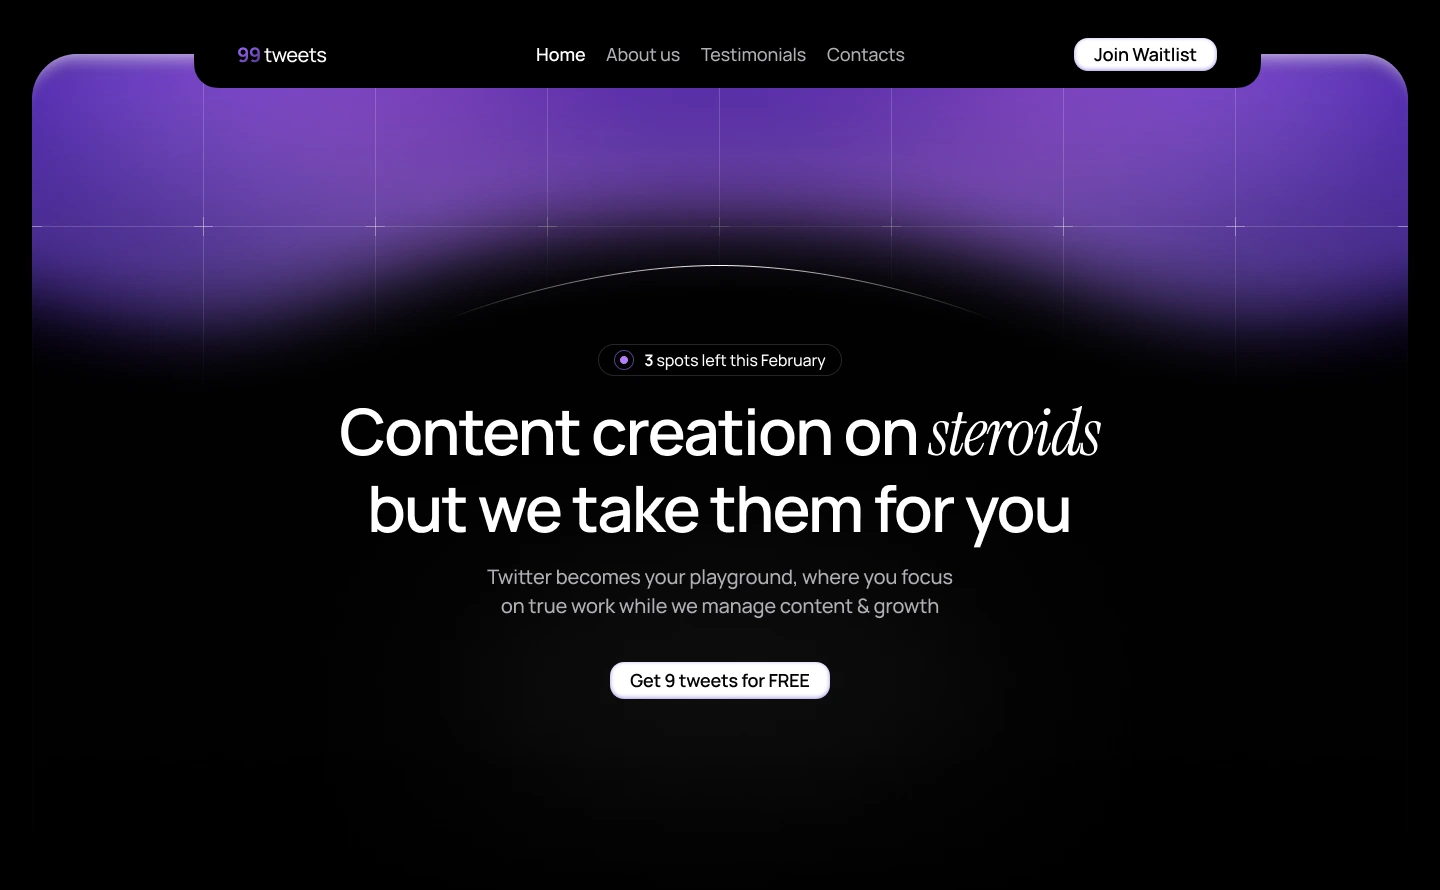 99 tweets
Home About us Testimonials Contacts
Join Waitlist
3 spots left this February
Content creation on steroids
but we take them for you
Twitter becomes your playground, where you focus
on true work while we manage content & growth
Get 9 tweets for FREE